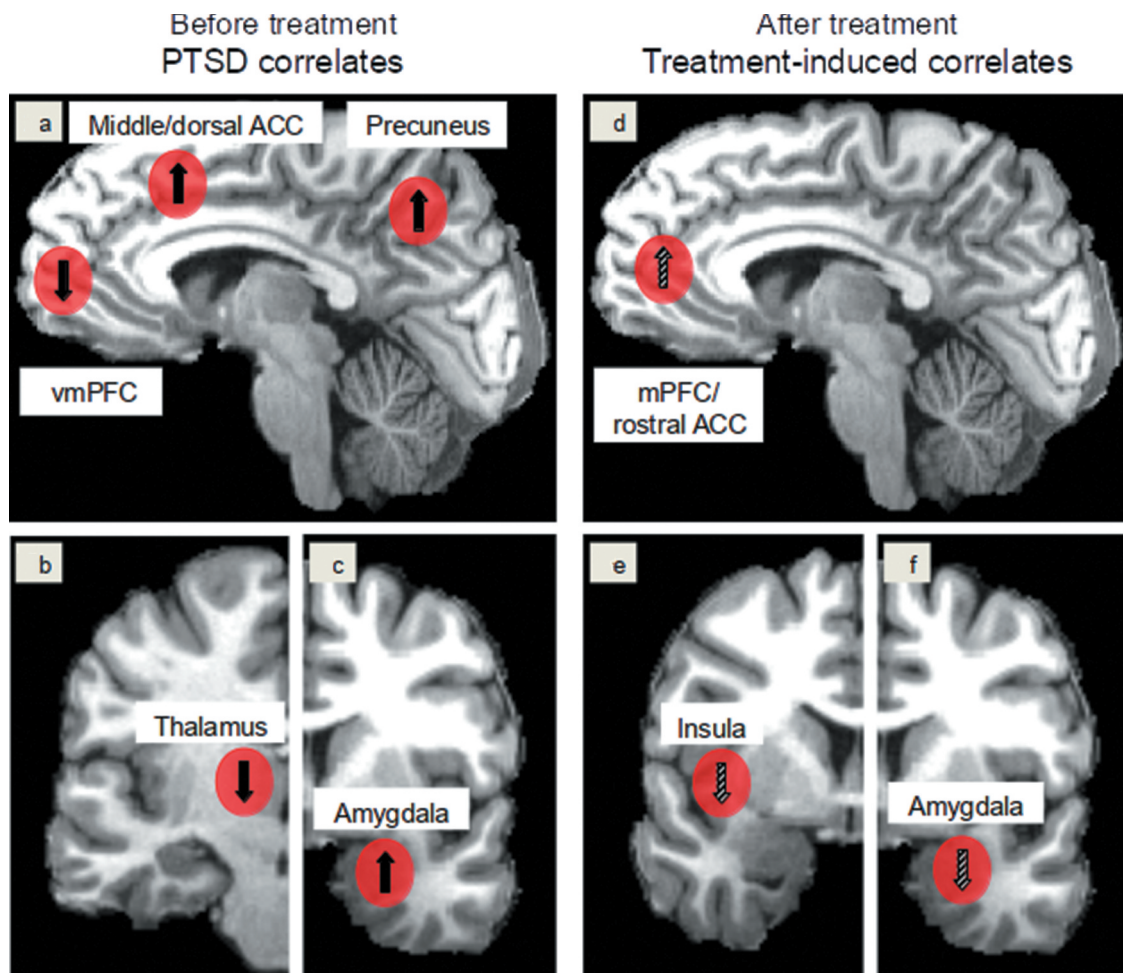 Before treatment
PTSD correlates
After treatment
Treatment-induced correlates
a
Middle/dorsal ACC
Precuneus
vmPFC
d
mPFC/
rostral ACC
b
Thalamus
c
Amygdala
e
Insula
f
Amygdala